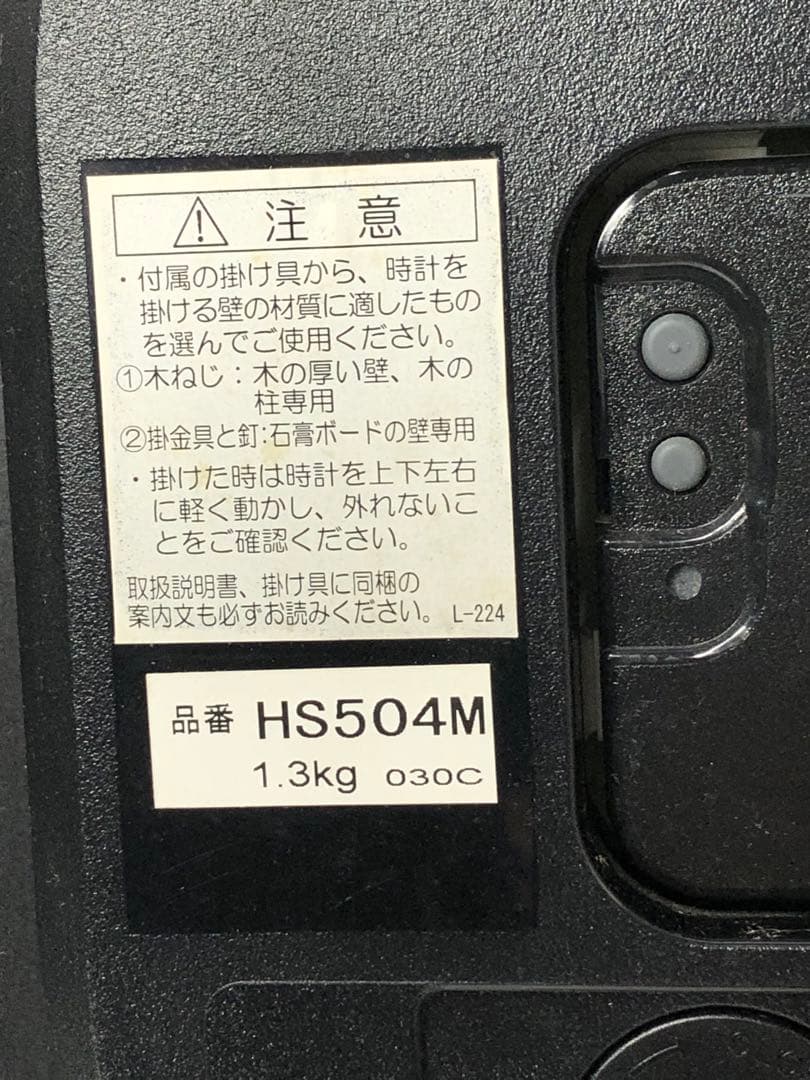 注 意
・付属の掛け具から、時計を
掛ける壁の材質に適したもの
を選んでご使用ください。
①木ねじ：木の厚い壁、木の
柱専用
②掛金具と釘：石膏ボードの壁専用
・掛けた時は時計を上下左右
に軽く動かし、外れないこ
とをご確認ください。
取扱説明書、掛け具に同梱の
案内文も必ずお読みください。 L-224
品番 HS504M
1.3kg 030C